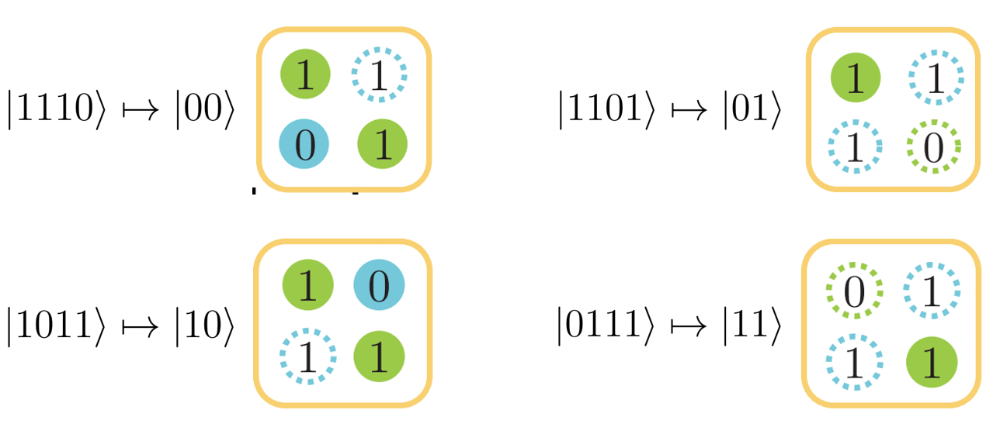 |1110⟩ ↦ |00⟩ 1 1
0 1
|1101⟩ ↦ |01⟩ 1 1
1 0
|1011⟩ ↦ |10⟩ 1 0
1 1
|0111⟩ ↦ |11⟩ 0 1
1 1